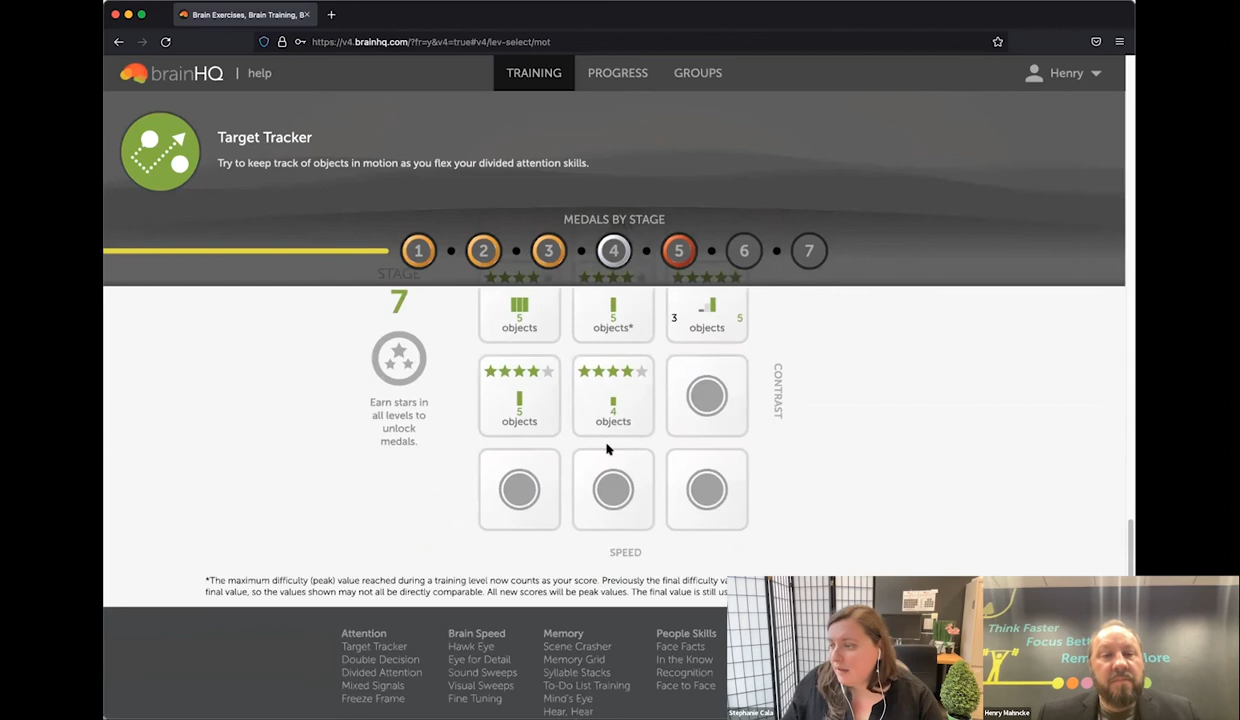 Brain Exercises, Brain Training, B
https://v4.brainhq.com/?fr=y&v4=true#v4/lev-select/mot
brainHQ | help
TRAINING PROGRESS GROUPS
Henry
Target Tracker
Try to keep track of objects in motion as you flex your divided attention skills.
MEDALS BY STAGE
1 2 3 4 5 6 7
STAGE
7
Earn stars in
all levels to
unlock
medals.
5
objects
5
objects*
3 5
objects
5
objects
4
objects
CONTRAST
SPEED
*The maximum difficulty (peak) value reached during a training level now counts as your score. Previously the final difficulty va
final value, so the values shown may not all be directly comparable. All new scores will be peak values. The final value is still us
Attention
Target Tracker
Double Decision
Divided Attention
Mixed Signals
Freeze Frame
Brain Speed
Hawk Eye
Eye for Detail
Sound Sweeps
Visual Sweeps
Fine Tuning
Memory
Scene Crasher
Memory Grid
Syllable Stacks
To-Do List Training
Mind's Eye
Hear, Hear
People Skills
Face Facts
In the Know
Recognition
Face to Face
Think Faster
Focus Bett
Rem
More
Stephanie Cala
Henry Mahncke